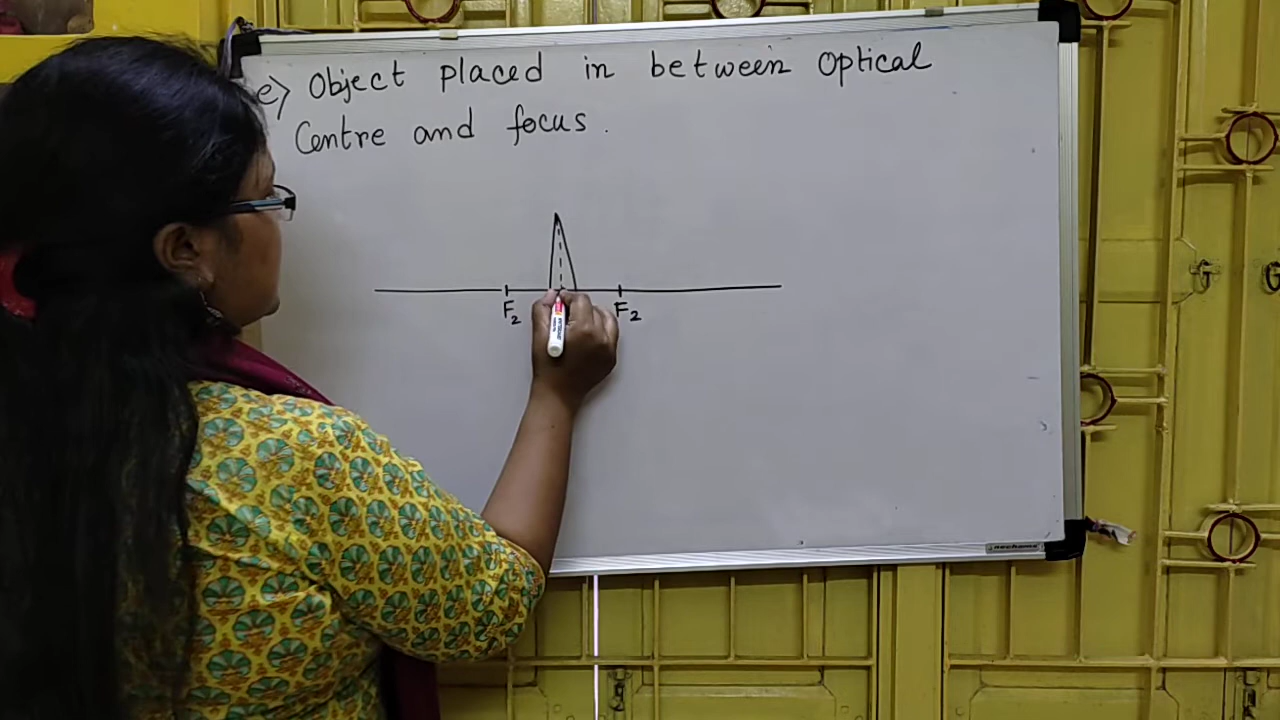 e) Object placed in between Optical
Centre and focus.
F₂ F₂